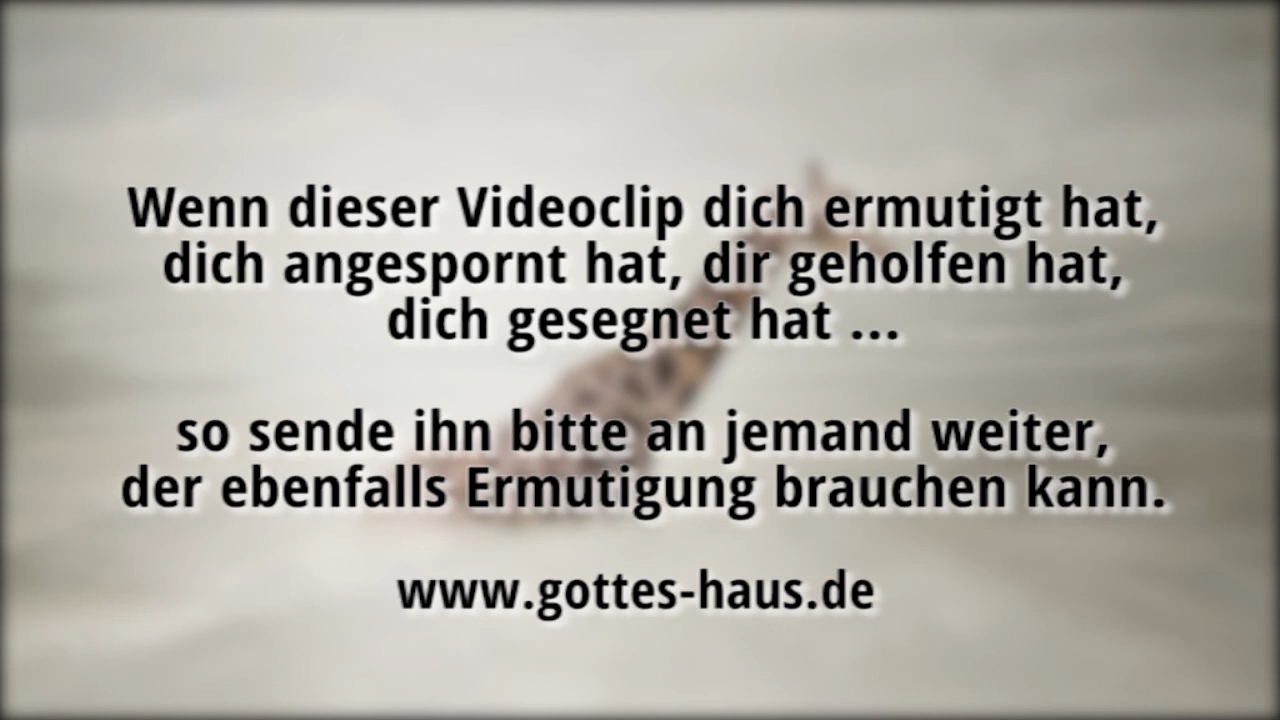 Wenn dieser Videoclip dich ermutigt hat,
dich angespornt hat, dir geholfen hat,
dich gesegnet hat ...
so sende ihn bitte an jemand weiter,
der ebenfalls Ermutigung brauchen kann.
www.gottes-haus.de